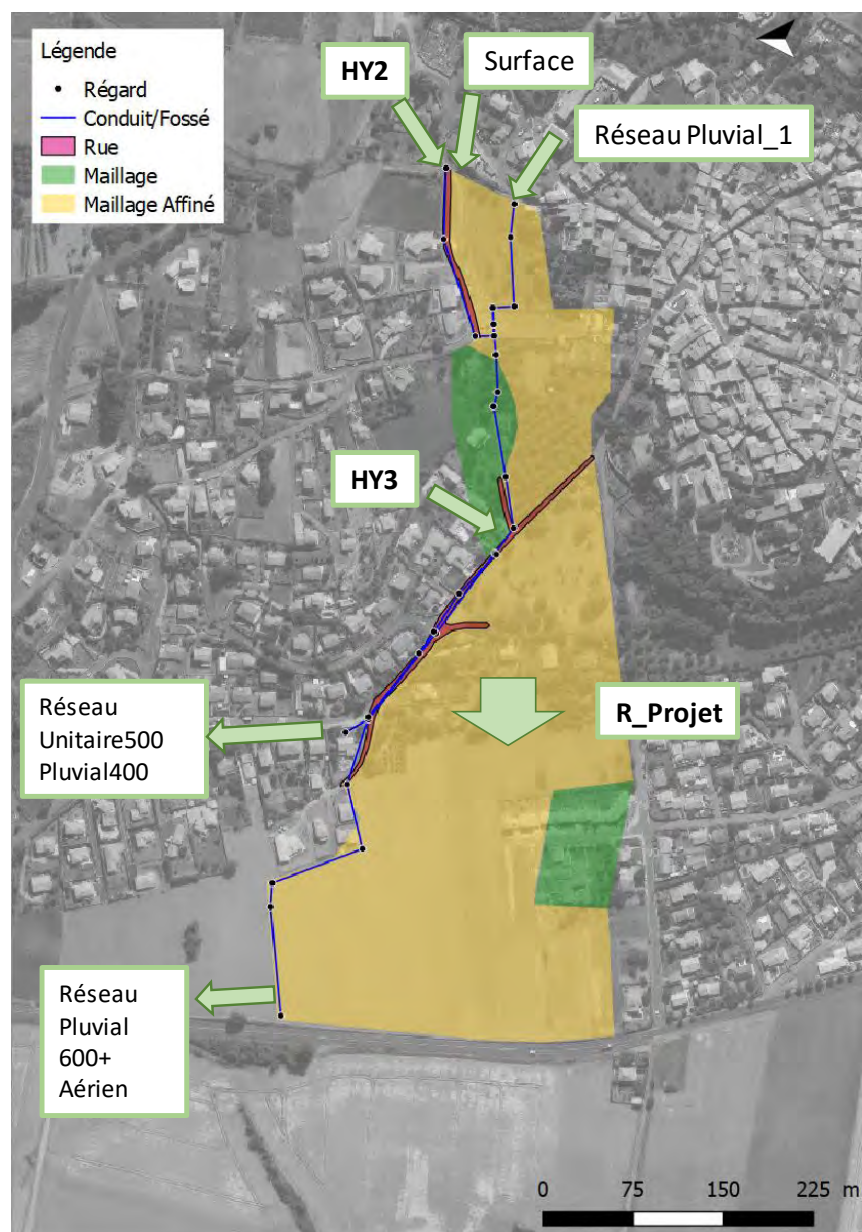 Légende
Régard
Conduit/Fossé
Rue
Maillage
Maillage Affiné
HY2
Surface
Réseau Pluvial_1
HY3
R_Projet
Réseau
Unitaire500
Pluvial400
Réseau
Pluvial
600+
Aérien
0 75 150 225 m